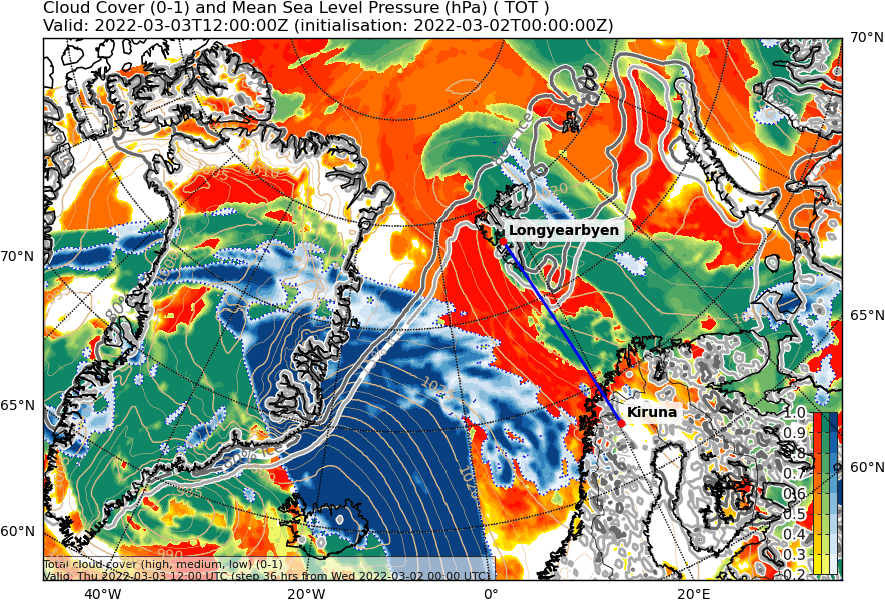 Cloud Cover (0-1) and Mean Sea Level Pressure (hPa) ( TOT )
Valid: 2022-03-03T12:00:00Z (initialisation: 2022-03-02T00:00:00Z)
70°N
70°N
65°N
65°N
60°N
60°N
Longyearbyen
Kiruna
1.0
0.9
0.8
0.7
0.6
0.5
0.4
0.3
0.2
Total cloud cover (high, medium, low) (0-1)
Valid: Thu 2022-03-03 12:00 UTC (step 36 hrs from Wed 2022-03-02 00:00 UTC)
40°W
20°W
0°
20°E